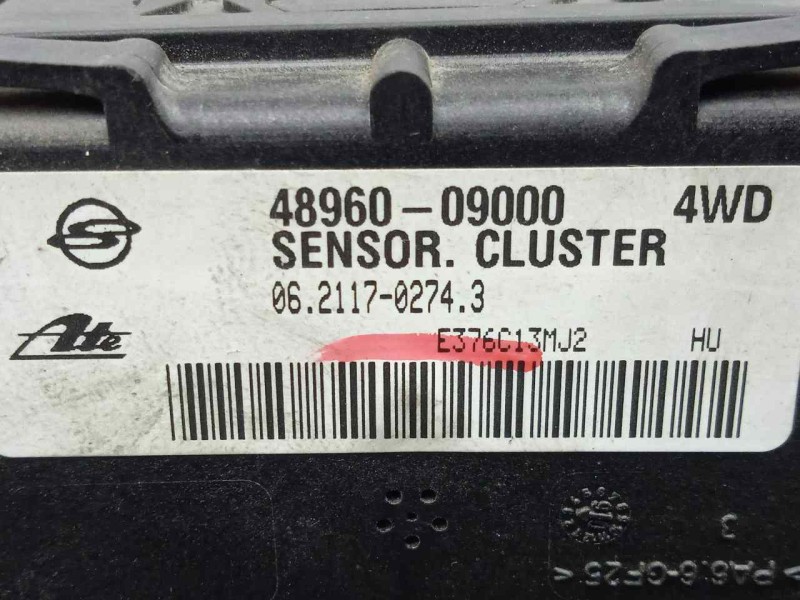 48960-09000 4WD
SENSOR. CLUSTER
06.2117-0274.3
Ate E376C13MJ2 HU
3
>PA6.6-GF25<